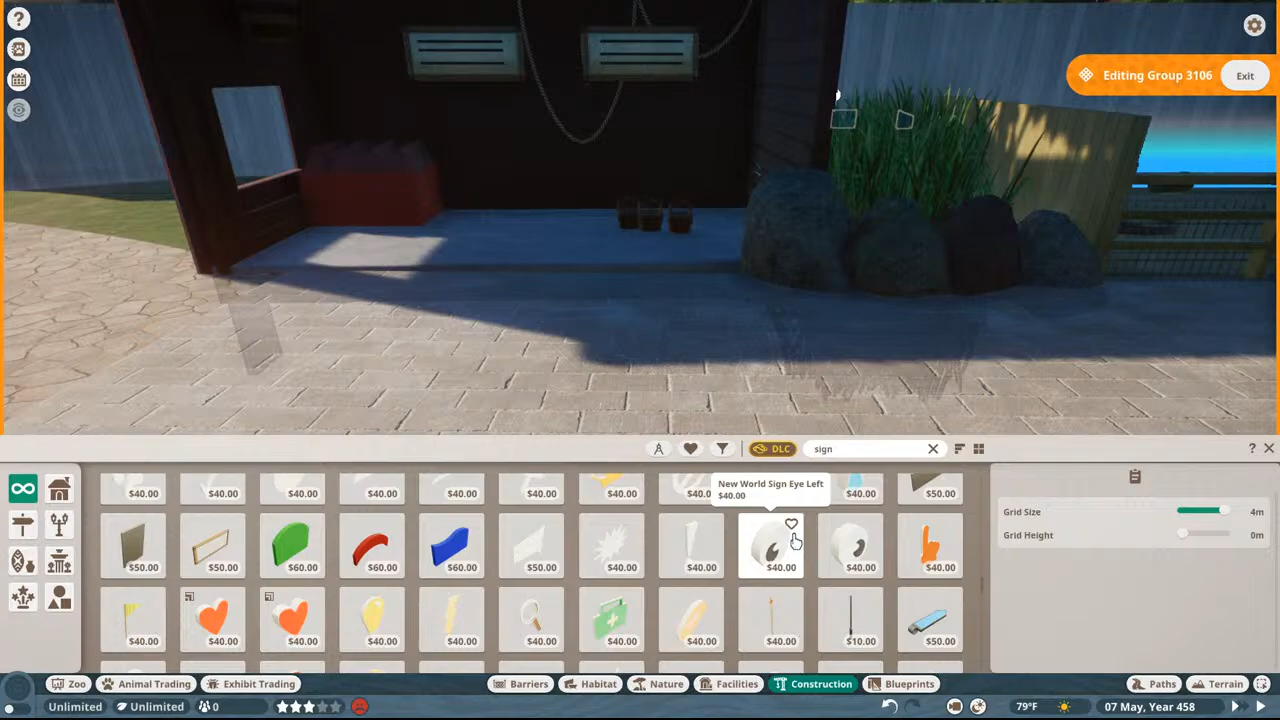 ?
Editing Group 3106 Exit
DLC sign ?
New World Sign Eye Left
$40.00
$40.00 $40.00 $40.00 $40.00 $40.00 $40.00 $40.00 $40.00 $50.00
Grid Size 4m
Grid Height 0m
$50.00 $50.00 $60.00 $60.00 $60.00 $50.00 $40.00 $40.00 $40.00 $40.00 $40.00
$40.00 $40.00 $40.00 $40.00 $40.00 $40.00 $40.00 $40.00 $40.00 $10.00 $50.00
Zoo Animal Trading Exhibit Trading Barriers Habitat Nature Facilities Construction Blueprints Paths Terrain
Unlimited Unlimited 0 79°F 07 May, Year 458